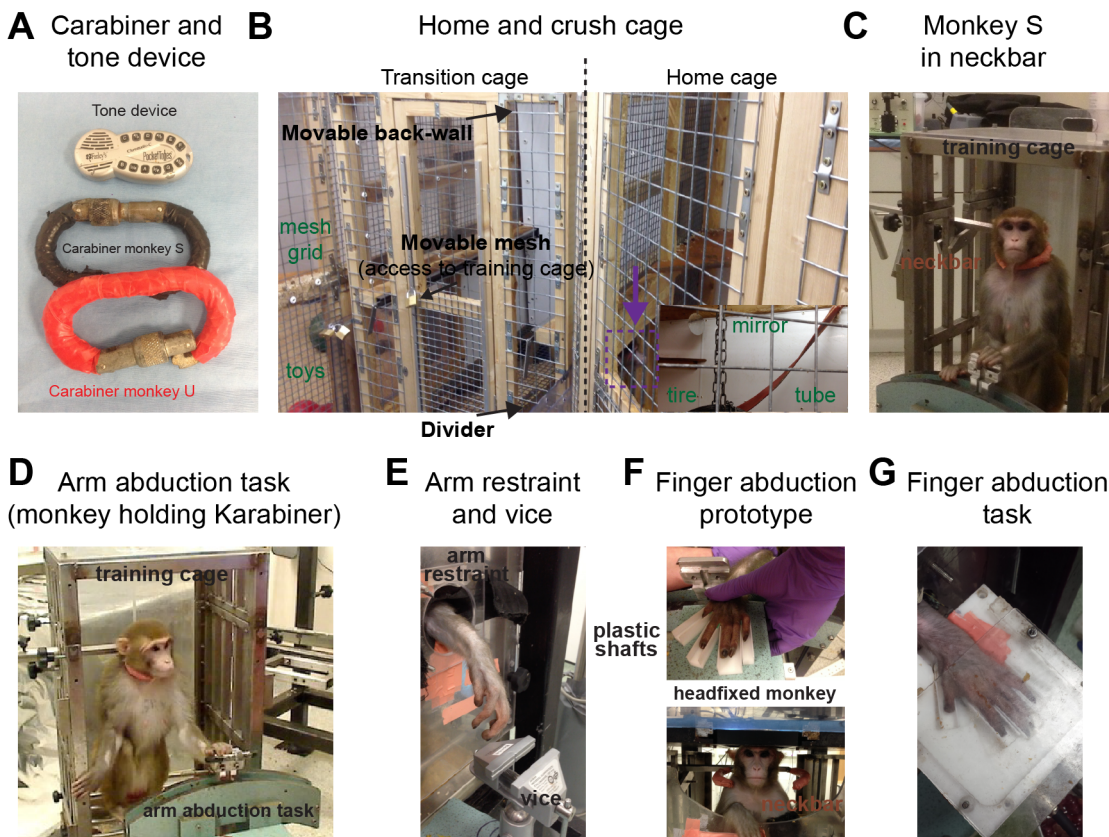 A Carabiner and
tone device
Tone device
PocketTones
Carabiner monkey S
Carabiner monkey U
B Home and crush cage
Transition cage
Home cage
Movable back-wall
mesh
grid
Movable mesh
(access to training cage)
toys
mirror
tire
tube
Divider
C Monkey S
in neckbar
training cage
neckbar
D Arm abduction task
(monkey holding Karabiner)
training cage
arm abduction task
E Arm restraint
and vice
arm
restraint
vice
F Finger abduction
prototype
plastic
shafts
headfixed monkey
neckbar
G Finger abduction
task